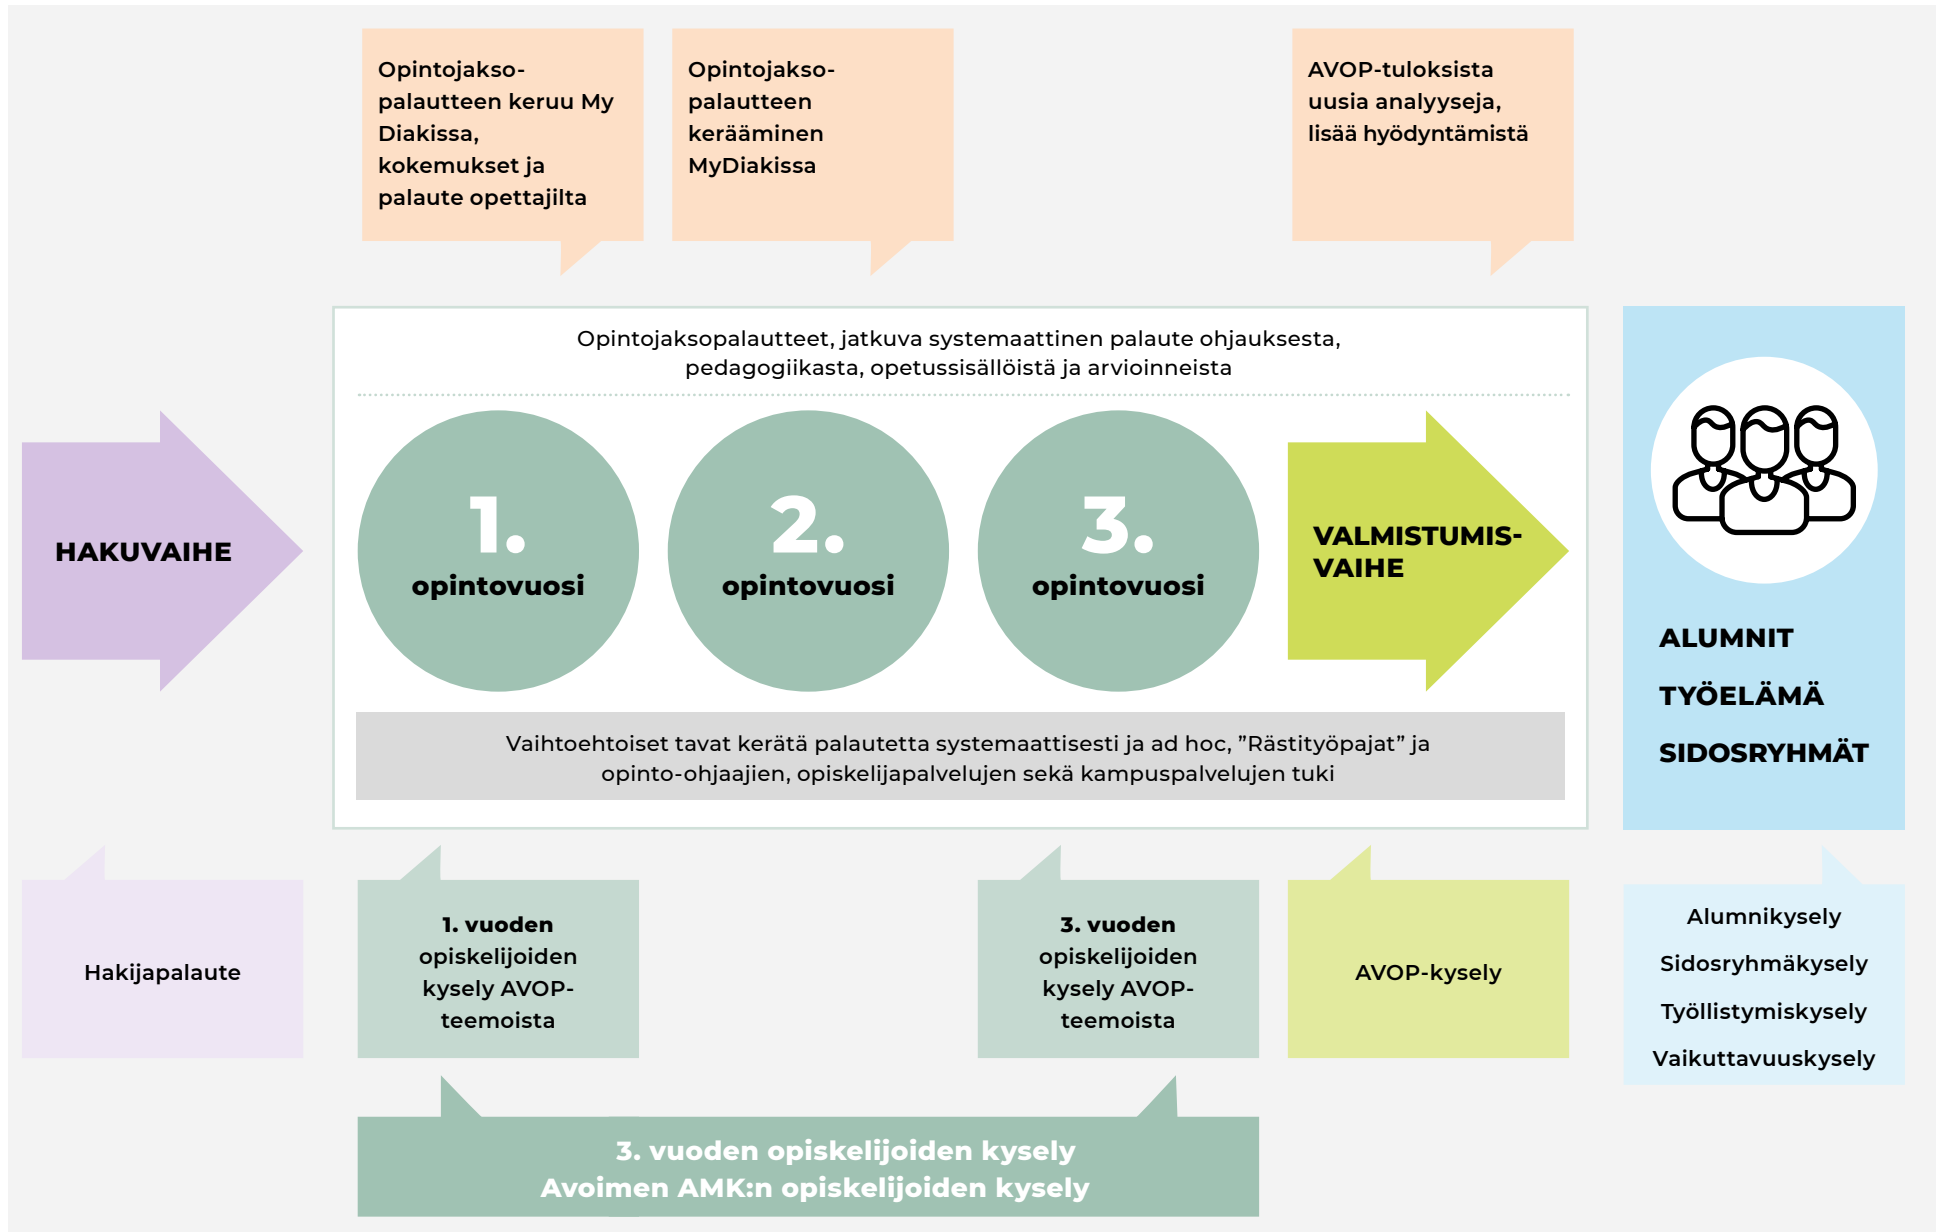 Opintojakso-
palautteen keruu My
Diakissa,
kokemukset ja
palaute opettajilta
Opintojakso-
palautteen
kerääminen
MyDiakissa
AVOP-tuloksista
uusia analyyseja,
lisää hyödyntämistä
Opintojaksopalautteet, jatkuva systemaattinen palaute ohjauksesta,
pedagogiikasta, opetussisällöistä ja arvioinneista
HAKUVAIHE
1.
opintovuosi
2.
opintovuosi
3.
opintovuosi
VALMISTUMIS-
VAIHE
ALUMNIT
TYÖELÄMÄ
SIDOSRYHMÄT
Vaihtoehtoiset tavat kerätä palautetta systemaattisesti ja ad hoc, ”Rästityöpajat” ja
opinto-ohjaajien, opiskelijapalvelujen sekä kampuspalvelujen tuki
Hakijapalaute
1. vuoden
opiskelijoiden
kysely AVOP-
teemoista
3. vuoden
opiskelijoiden
kysely AVOP-
teemoista
AVOP-kysely
Alumnikysely
Sidosryhmäkysely
Työllistymiskysely
Vaikuttavuuskysely
3. vuoden opiskelijoiden kysely
Avoimen AMK:n opiskelijoiden kysely